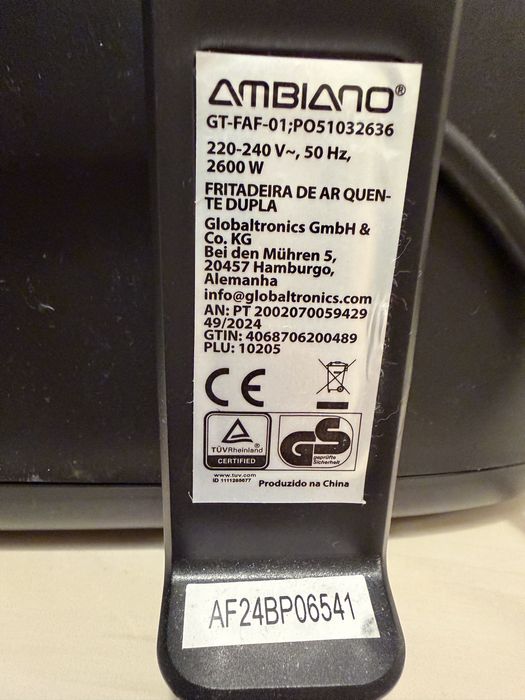 AMBIANO®
GT-FAF-01;PO51032636
220-240 V~, 50 Hz,
2600 W
FRITADEIRA DE AR QUEN-
TE DUPLA
Globaltronics GmbH &
Co. KG
Bei den Mühren 5,
20457 Hamburgo,
Alemanha
info@globaltronics.com
AN: PT 2002070059429
49/2024
GTIN: 4068706200489
PLU: 10205
CE
TÜVRheinland
CERTIFIED
GS
geprüfte
Sicherheit
www.tuv.com
ID 1111265677
Produzido na China
AF24BP06541